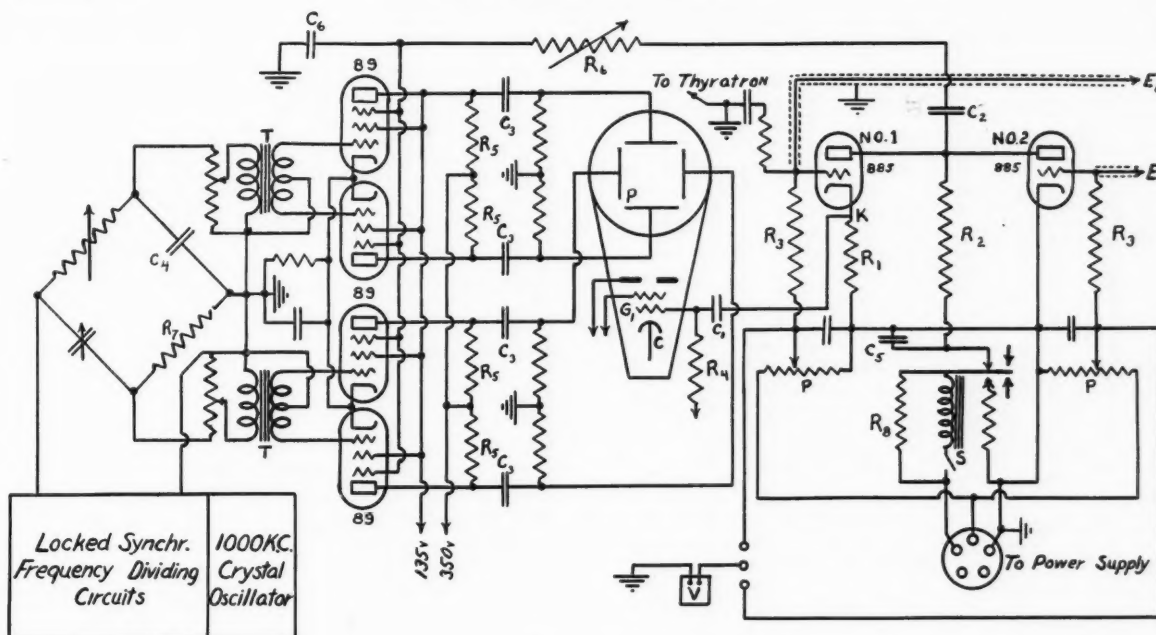 C6
89
R6
To Thyratron
E
C2
T
C3
NO.1
885
NO.2
885
E
R5
P
K
C4
R5
R3
R1
R2
R3
C3
R7
89
G1
C
C1
C5
C3
R4
P
P
R5
R8
T
R5
S
C3
89
135v
350v
Locked Synchr.
Frequency Dividing
Circuits
1000KC.
Crystal
Oscillator
V
To Power Supply